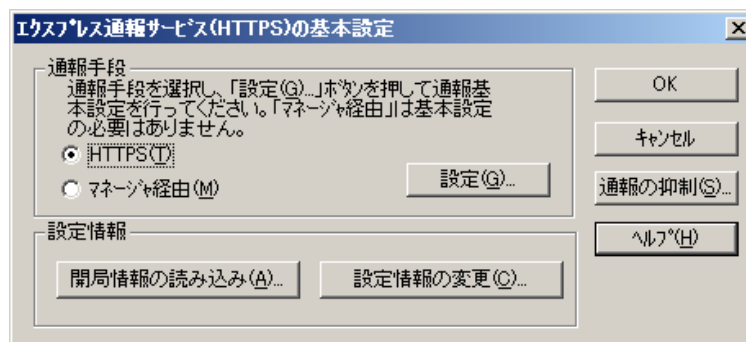 ｴｸｽﾌﾟﾚｽ通報ｻｰﾋﾞｽ(HTTPS)の基本設定
通報手段
通報手段を選択し、｢設定(G)...｣ﾎﾞﾀﾝを押して通報基
本設定を行ってください。｢ﾏﾈｰｼﾞｬ経由｣は基本設定
の必要はありません。
HTTPS(T)
ﾏﾈｰｼﾞｬ経由(M)
設定(G)...
設定情報
開局情報の読み込み(A)...
設定情報の変更(C)...
OK
ｷｬﾝｾﾙ
通報の抑制(S)...
ﾍﾙﾌﾟ(H)